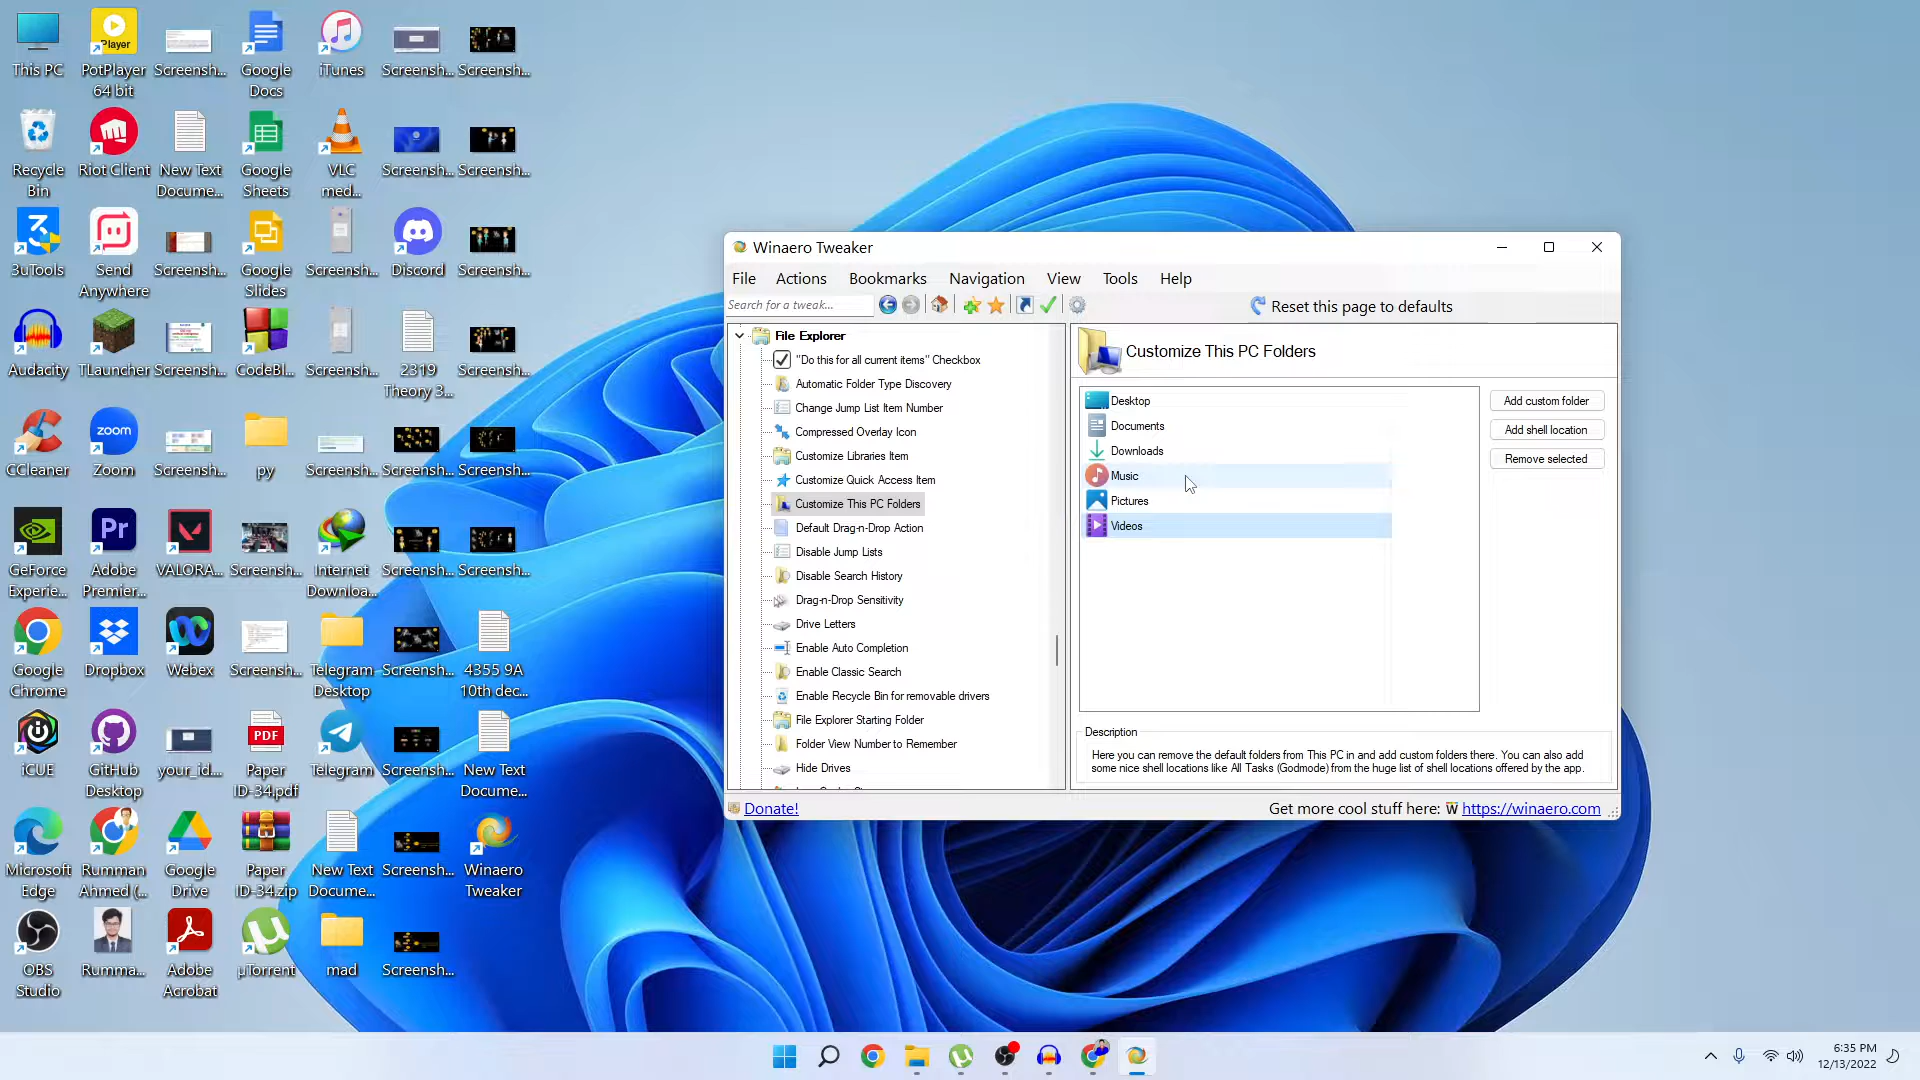 This PC
PotPlayer
64 bit
Screensh...
Google
Docs
iTunes
Screensh...
Screensh...
Recycle
Bin
Riot Client
New Text
Docume...
Google
Sheets
VLC
med...
Screensh...
Screensh...
3uTools
Send
Anywhere
Screensh...
Google
Slides
Screensh...
Discord
Screensh...
Audacity
TLauncher
Screensh...
CodeBl...
Screensh...
2319
Theory 3...
Screensh...
CCleaner
zoom
Zoom
Screensh...
py
Screensh...
Screensh...
Screensh...
GeForce
Experie...
Adobe
Premier...
VALORA...
Screensh...
Internet
Downloa...
Screensh...
Screensh...
Google
Chrome
Dropbox
Webex
Screensh...
Telegram
Desktop
Screensh...
4355 9A
10th dec...
iCUE
GitHub
Desktop
your_id....
PDF
Paper
ID-34.pdf
Telegram
Screensh...
New Text
Docume...
Microsoft
Edge
Rumman
Ahmed (...
Google
Drive
Paper
ID-34.zip
New Text
Docume...
Screensh...
Winaero
Tweaker
OBS
Studio
Rumma...
Adobe
Acrobat
µTorrent
mad
Screensh...
Player
Pr
Winaero Tweaker
File Actions Bookmarks Navigation View Tools Help
Search for a tweak...
Reset this page to defaults
File Explorer
"Do this for all current items" Checkbox
Automatic Folder Type Discovery
Change Jump List Item Number
Compressed Overlay Icon
Customize Libraries Item
Customize Quick Access Item
Customize This PC Folders
Default Drag-n-Drop Action
Disable Jump Lists
Disable Search History
Drag-n-Drop Sensitivity
Drive Letters
Enable Auto Completion
Enable Classic Search
Enable Recycle Bin for removable drivers
File Explorer Starting Folder
Folder View Number to Remember
Hide Drives
Customize This PC Folders
Desktop
Documents
Downloads
Music
Pictures
Videos
Add custom folder
Add shell location
Remove selected
Description
Here you can remove the default folders from This PC in and add custom folders there. You can also add
some nice shell locations like All Tasks (Godmode) from the huge list of shell locations offered by the app.
Donate!
Get more cool stuff here: W https://winaero.com
6:35 PM
12/13/2022